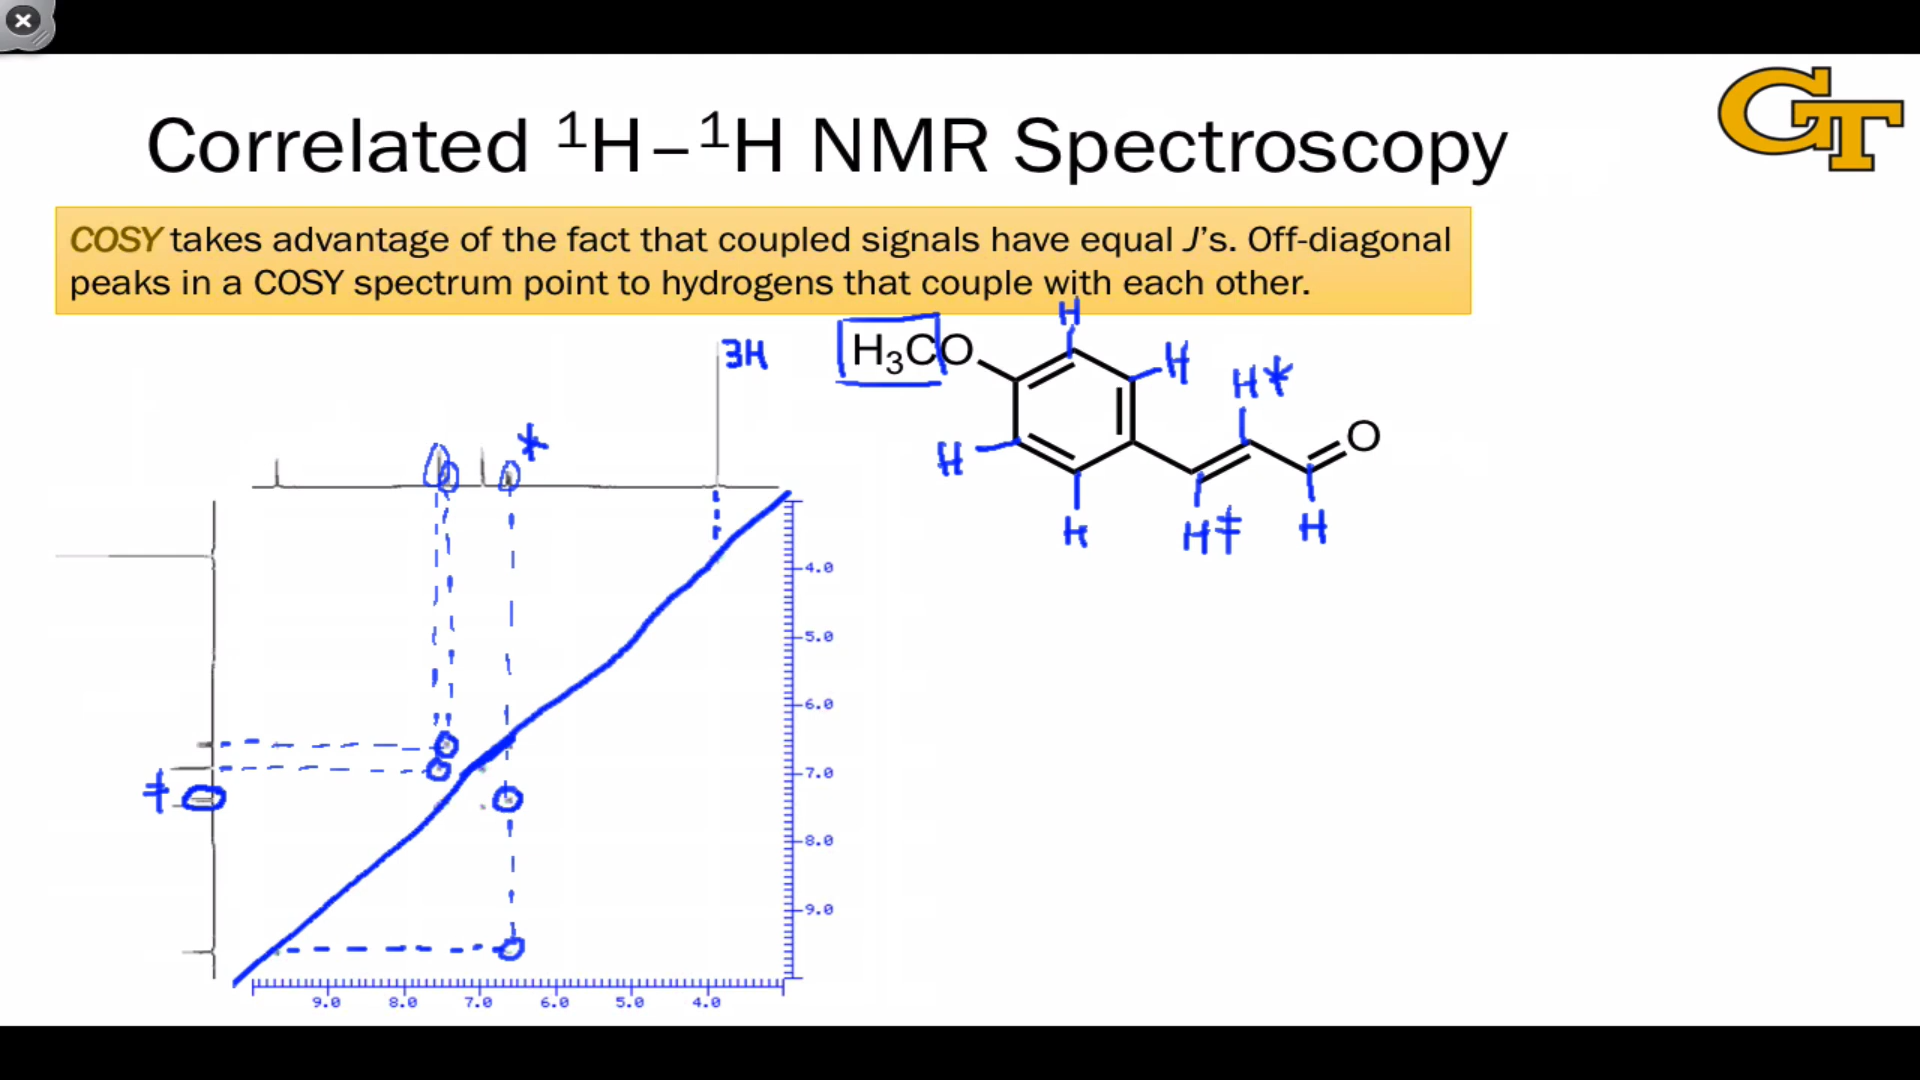 GT
Correlated ¹H–¹H NMR Spectroscopy
COSY takes advantage of the fact that coupled signals have equal J's. Off-diagonal
peaks in a COSY spectrum point to hydrogens that couple with each other.
3H
*
‡
4.0
5.0
6.0
7.0
8.0
9.0
9.0 8.0 7.0 6.0 5.0 4.0
H
H₃CO
H
H*
O
H
H
H‡
H